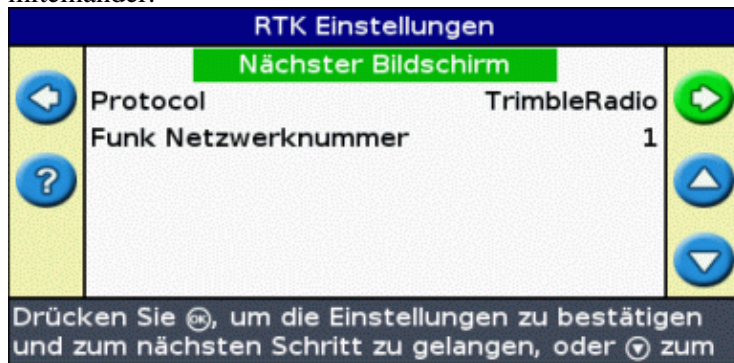 RTK Einstellungen
Nächster Bildschirm
Protocol TrimbleRadio
Funk Netzwerknummer 1
?
Drücken Sie OK, um die Einstellungen zu bestätigen
und zum nächsten Schritt zu gelangen, oder zum